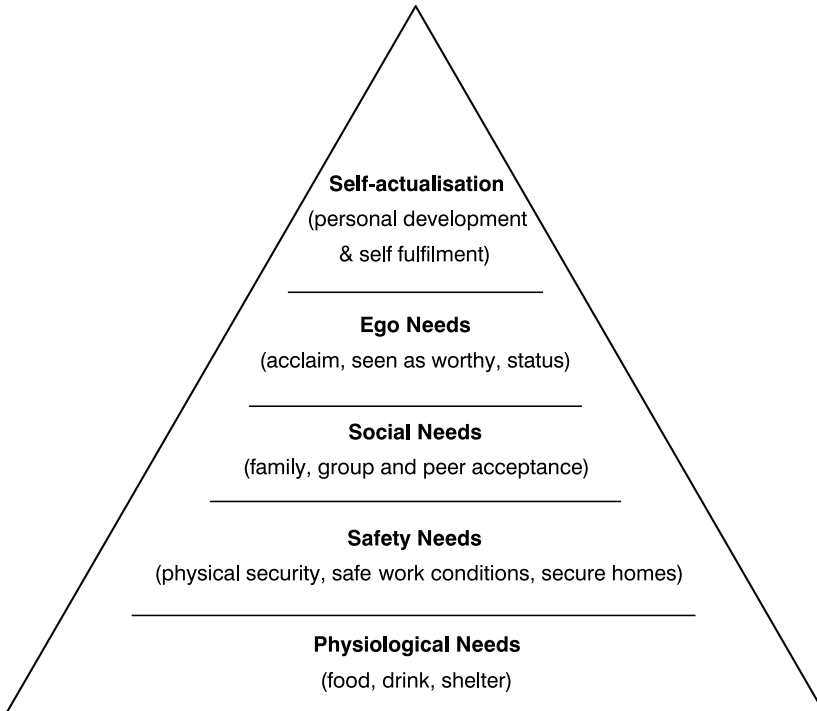 Self-actualisation
(personal development
& self fulfilment)
Ego Needs
(acclaim, seen as worthy, status)
Social Needs
(family, group and peer acceptance)
Safety Needs
(physical security, safe work conditions, secure homes)
Physiological Needs
(food, drink, shelter)